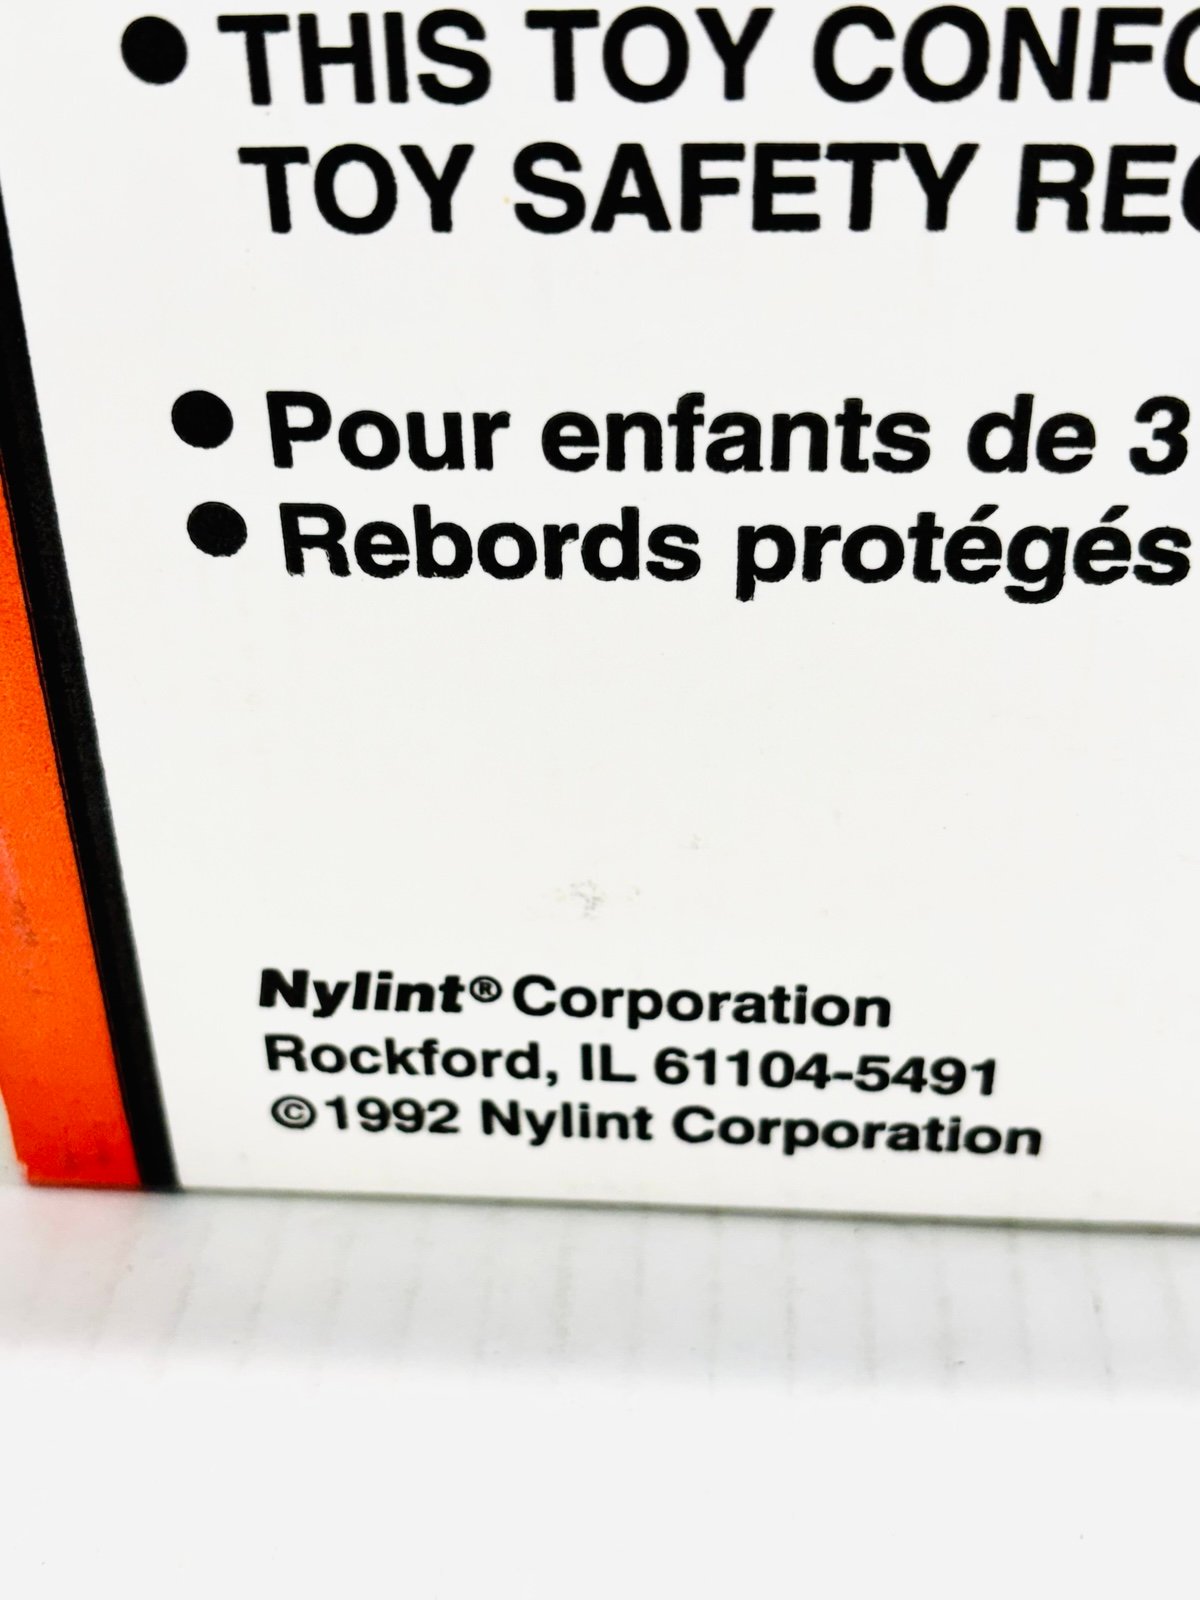 ● THIS TOY CONFO
TOY SAFETY REG
● Pour enfants de 3
● Rebords protégés
Nylint® Corporation
Rockford, IL 61104-5491
©1992 Nylint Corporation